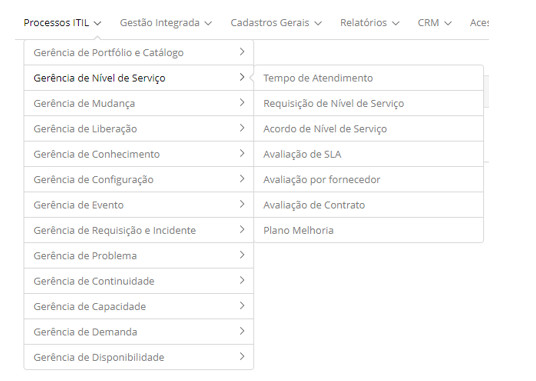 Processos ITIL Gestão Integrada Cadastros Gerais Relatórios CRM Aces
Gerência de Portfólio e Catálogo
Gerência de Nível de Serviço
Gerência de Mudança
Gerência de Liberação
Gerência de Conhecimento
Gerência de Configuração
Gerência de Evento
Gerência de Requisição e Incidente
Gerência de Problema
Gerência de Continuidade
Gerência de Capacidade
Gerência de Demanda
Gerência de Disponibilidade
Tempo de Atendimento
Requisição de Nível de Serviço
Acordo de Nível de Serviço
Avaliação de SLA
Avaliação por fornecedor
Avaliação de Contrato
Plano Melhoria